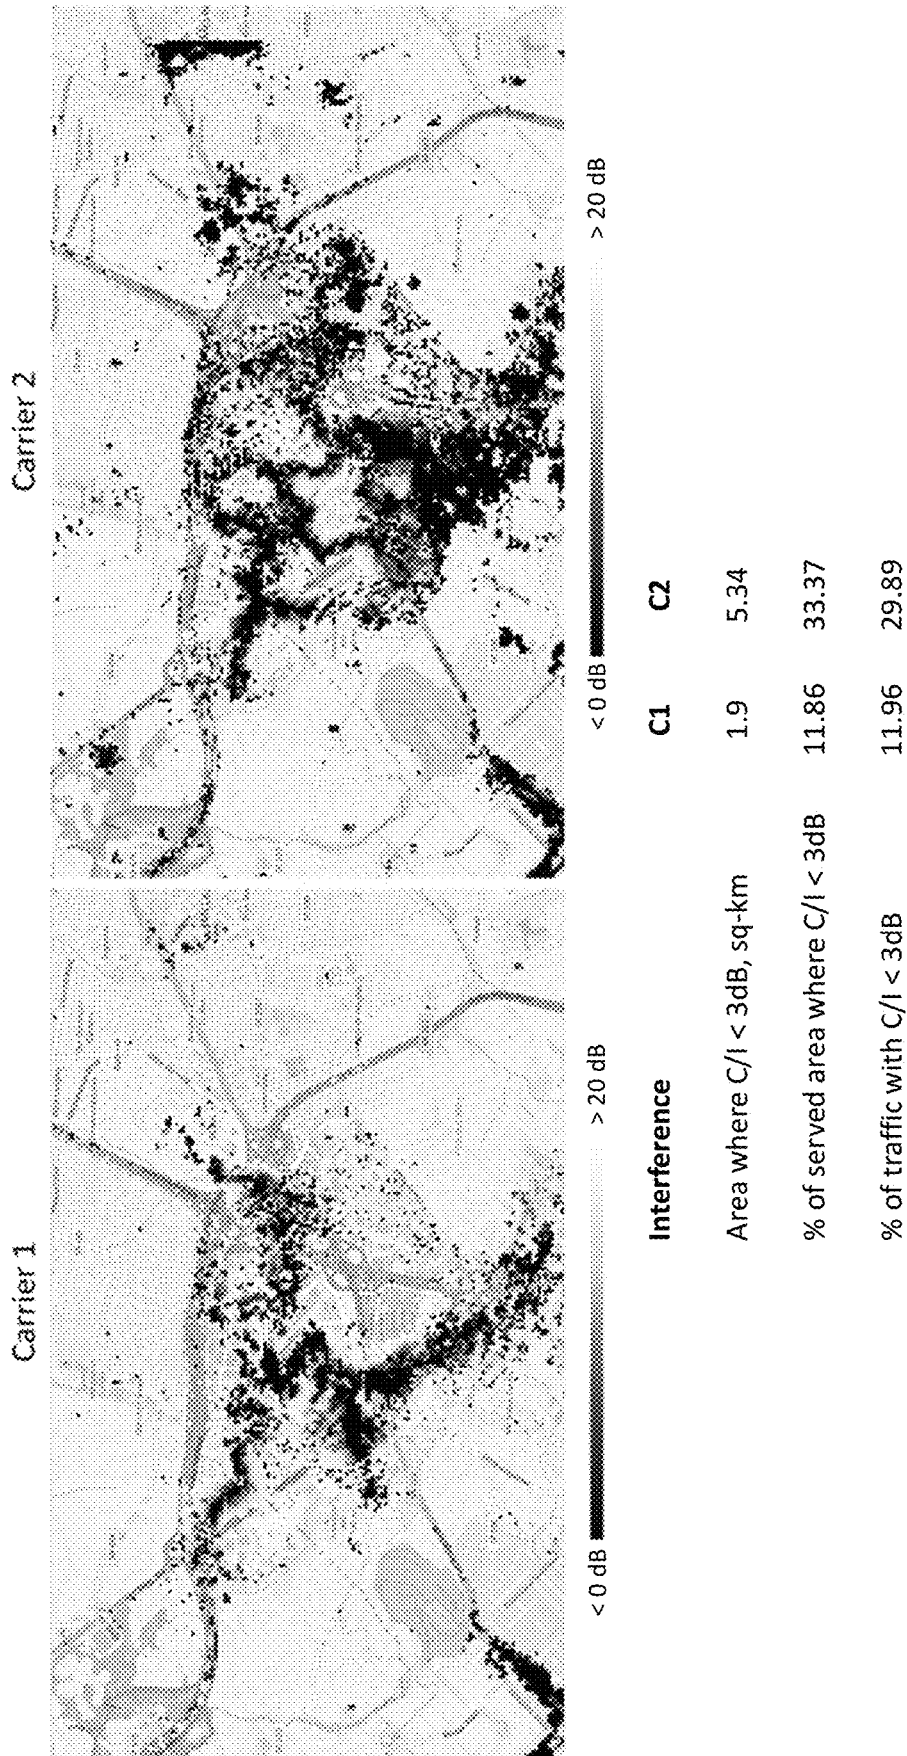 Carrier 1
Carrier 2
< 0 dB > 20 dB
< 0 dB > 20 dB
Interference C1 C2
Area where C/I < 3dB, sq-km 1.9 5.34
% of served area where C/I < 3dB 11.86 33.37
% of traffic with C/I < 3dB 11.96 29.89